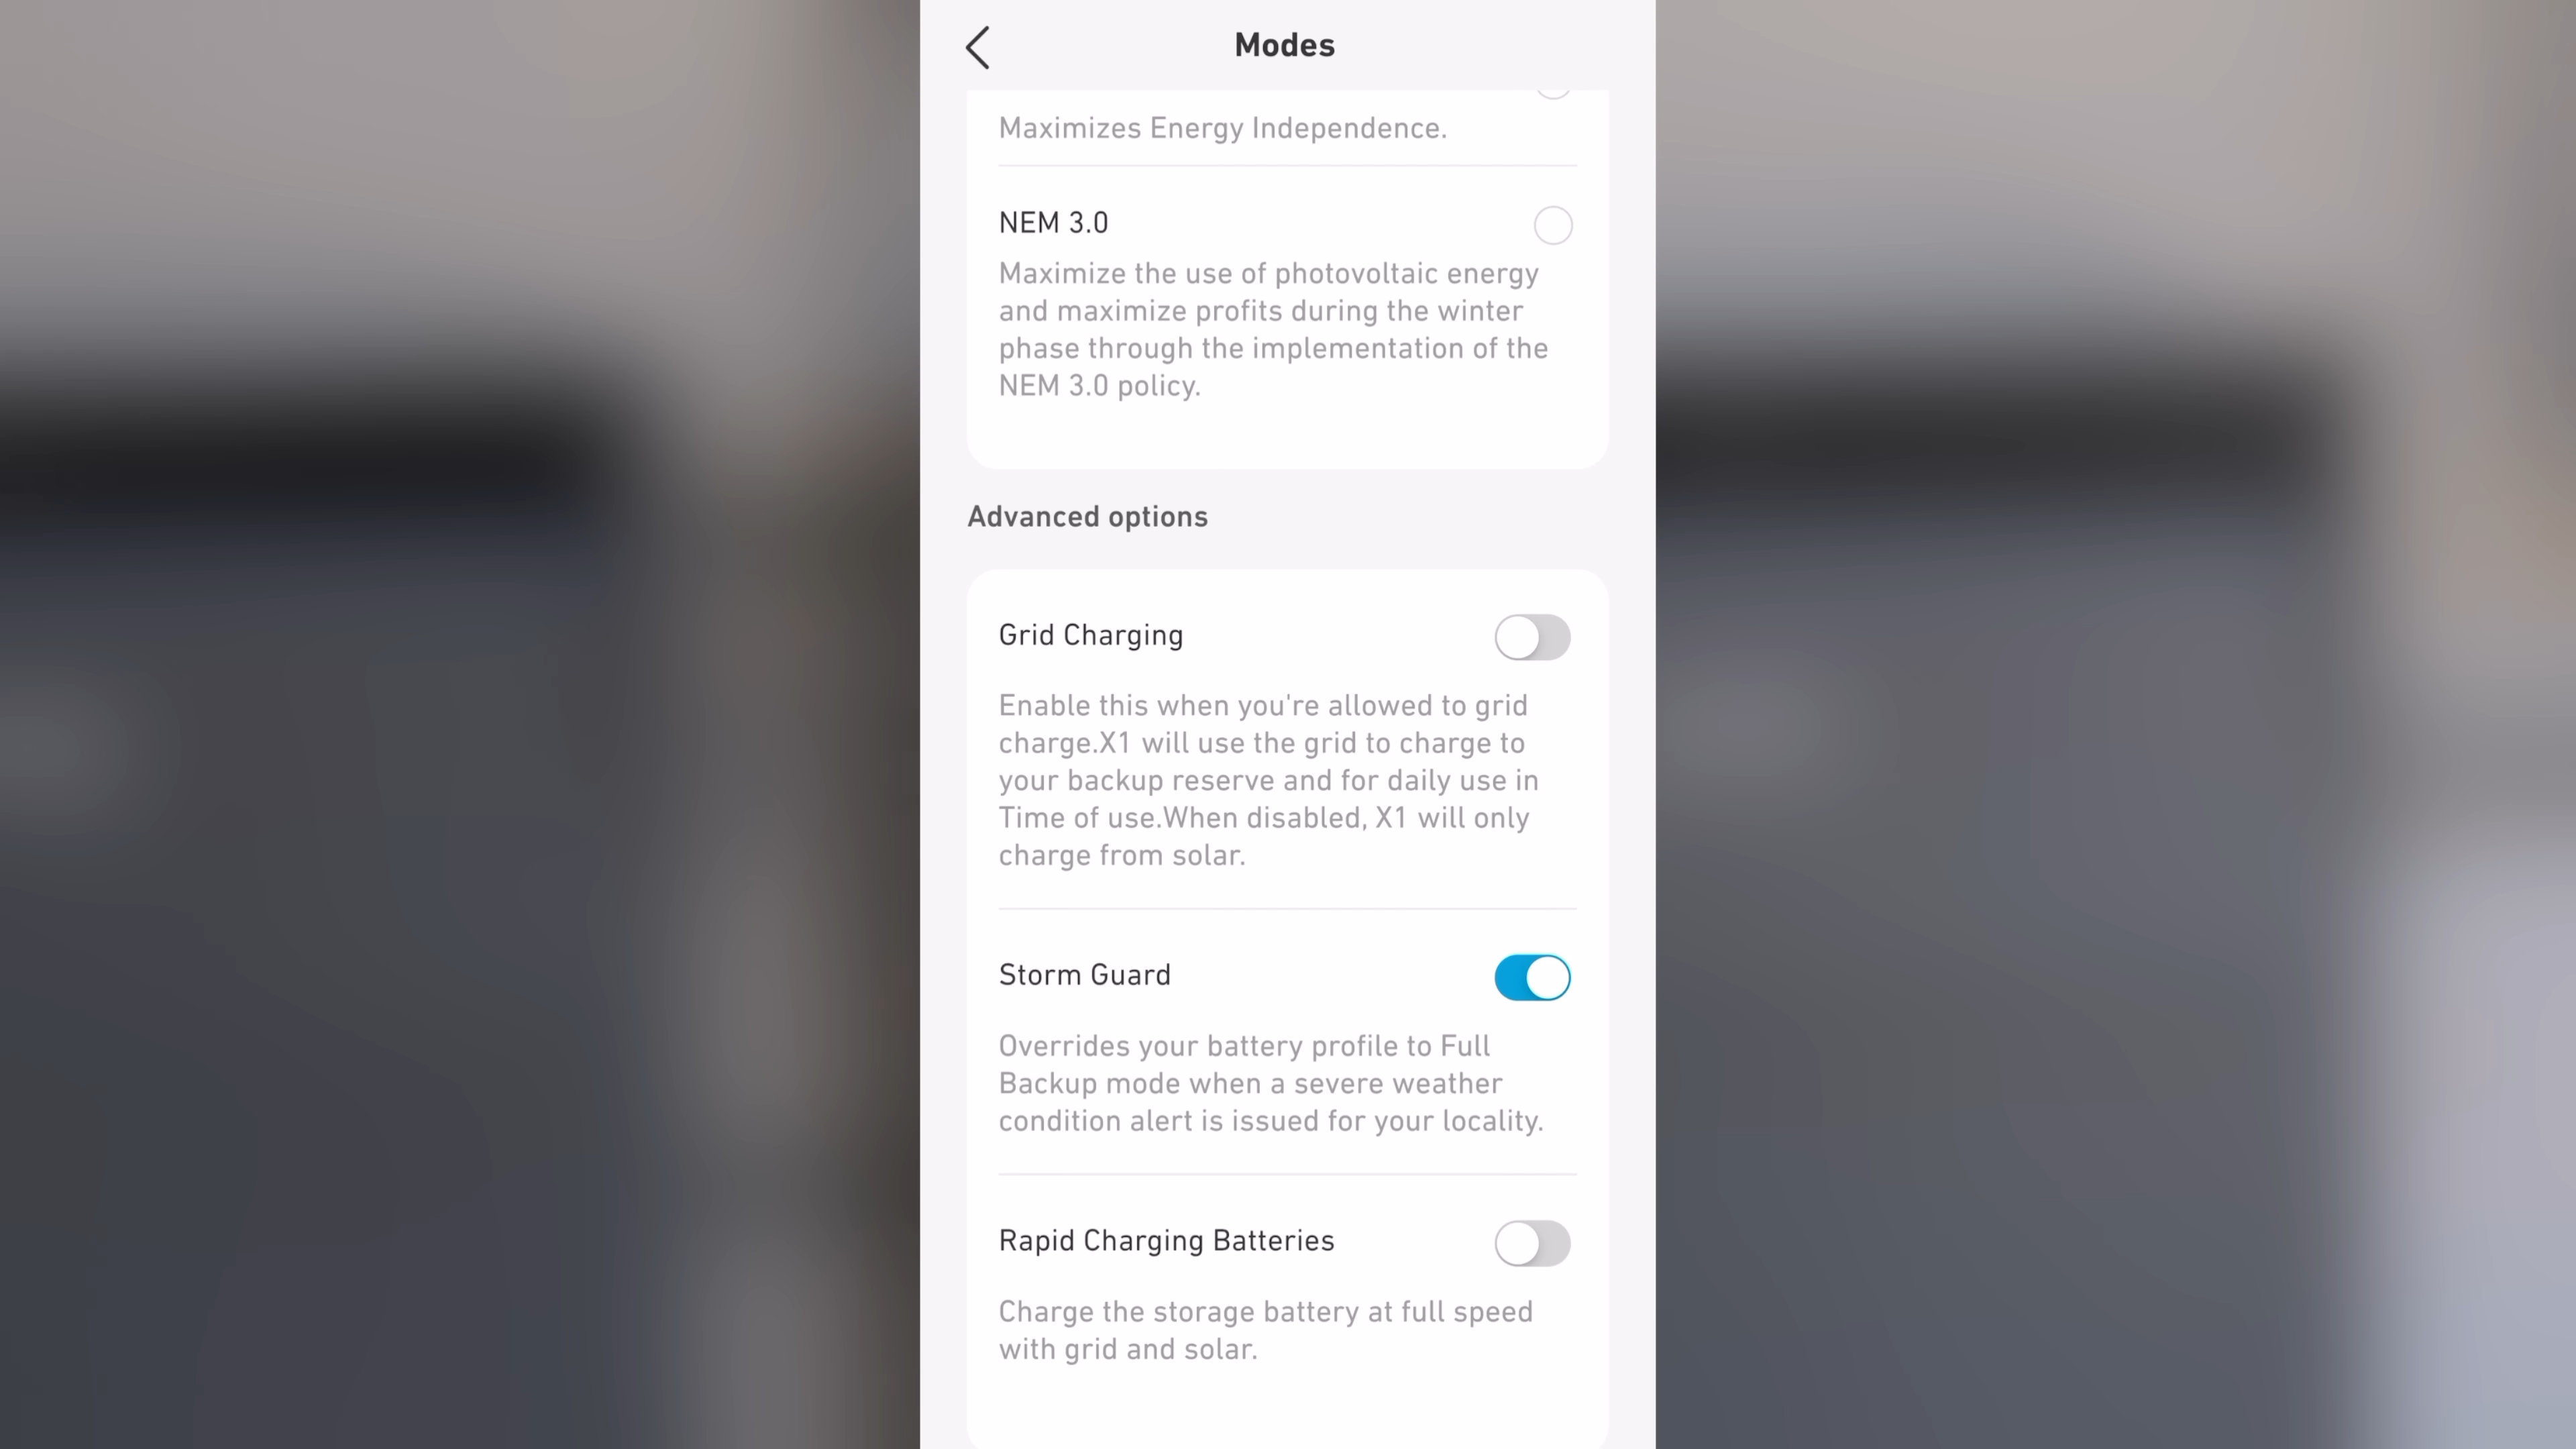 Modes
Maximizes Energy Independence.
NEM 3.0
Maximize the use of photovoltaic energy
and maximize profits during the winter
phase through the implementation of the
NEM 3.0 policy.
Advanced options
Grid Charging
Enable this when you're allowed to grid
charge.X1 will use the grid to charge to
your backup reserve and for daily use in
Time of use.When disabled, X1 will only
charge from solar.
Storm Guard
Overrides your battery profile to Full
Backup mode when a severe weather
condition alert is issued for your locality.
Rapid Charging Batteries
Charge the storage battery at full speed
with grid and solar.